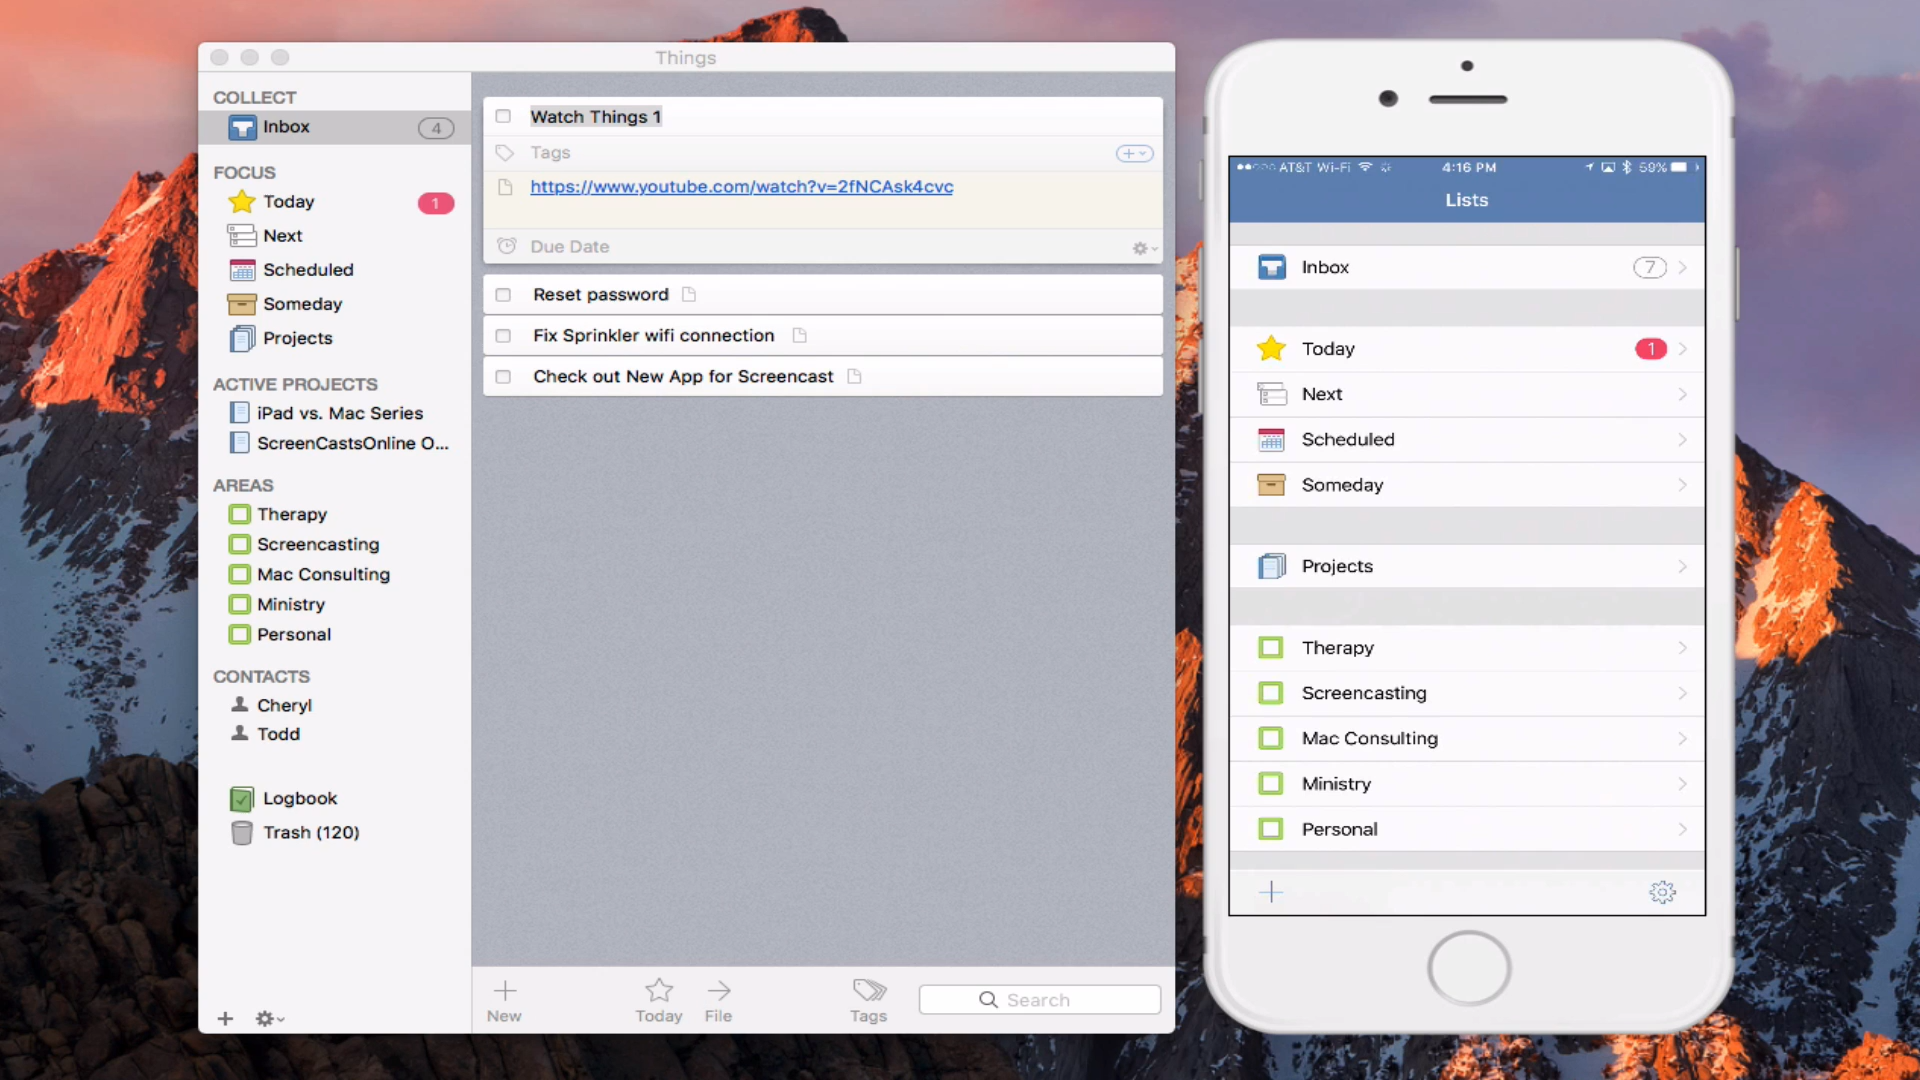 Things
COLLECT
Inbox 4
FOCUS
Today 1
Next
Scheduled
Someday
Projects
ACTIVE PROJECTS
iPad vs. Mac Series
ScreenCastsOnline O...
AREAS
Therapy
Screencasting
Mac Consulting
Ministry
Personal
CONTACTS
Cheryl
Todd
Logbook
Trash (120)
Watch Things 1
Tags
https://www.youtube.com/watch?v=2fNCAsk4cvc
Due Date
Reset password
Fix Sprinkler wifi connection
Check out New App for Screencast
New
Today
File
Tags
Search
AT&T Wi-Fi 4:16 PM 59%
Lists
Inbox 7
Today 1
Next
Scheduled
Someday
Projects
Therapy
Screencasting
Mac Consulting
Ministry
Personal